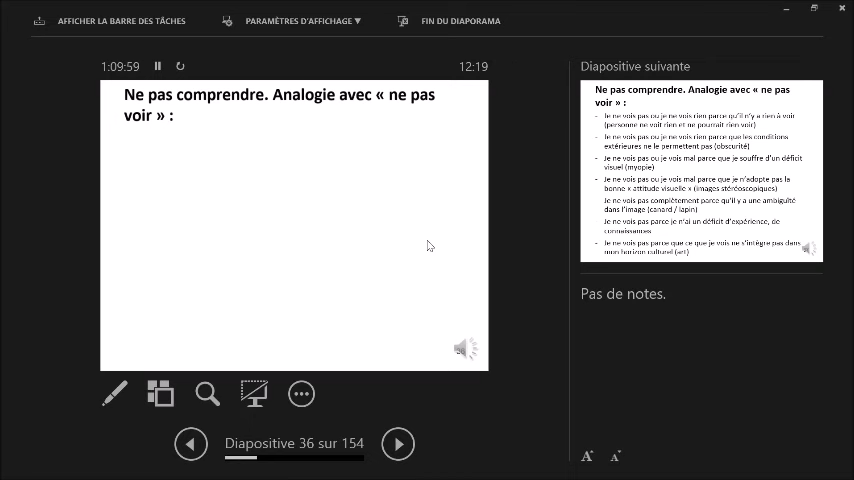 AFFICHER LA BARRE DES TÂCHES PARAMÈTRES D'AFFICHAGE ▼ FIN DU DIAPORAMA
1:09:59 12:19
Ne pas comprendre. Analogie avec « ne pas
voir » :
Diapositive 36 sur 154
Diapositive suivante
Ne pas comprendre. Analogie avec « ne pas
voir » :
- Je ne vois pas ou je ne vois rien parce qu'il n'y a rien à voir
(personne ne voit rien et ne pourrait rien voir)
- Je ne vois pas ou je ne vois rien parce que les conditions
extérieures ne le permettent pas (obscurité)
- Je ne vois pas ou je vois mal parce que je souffre d'un déficit
visuel (myopie)
- Je ne vois pas ou je vois mal parce que je n'adopte pas la
bonne « attitude visuelle » (images stéréoscopiques)
Je ne vois pas complètement parce qu'il y a une ambiguïté
dans l'image (canard / lapin)
Je ne vois pas parce je n'ai un déficit d'expérience, de
connaissances
- Je ne vois pas parce que ce que je vois ne s'intègre pas dans
mon horizon culturel (art)
Pas de notes.
A A